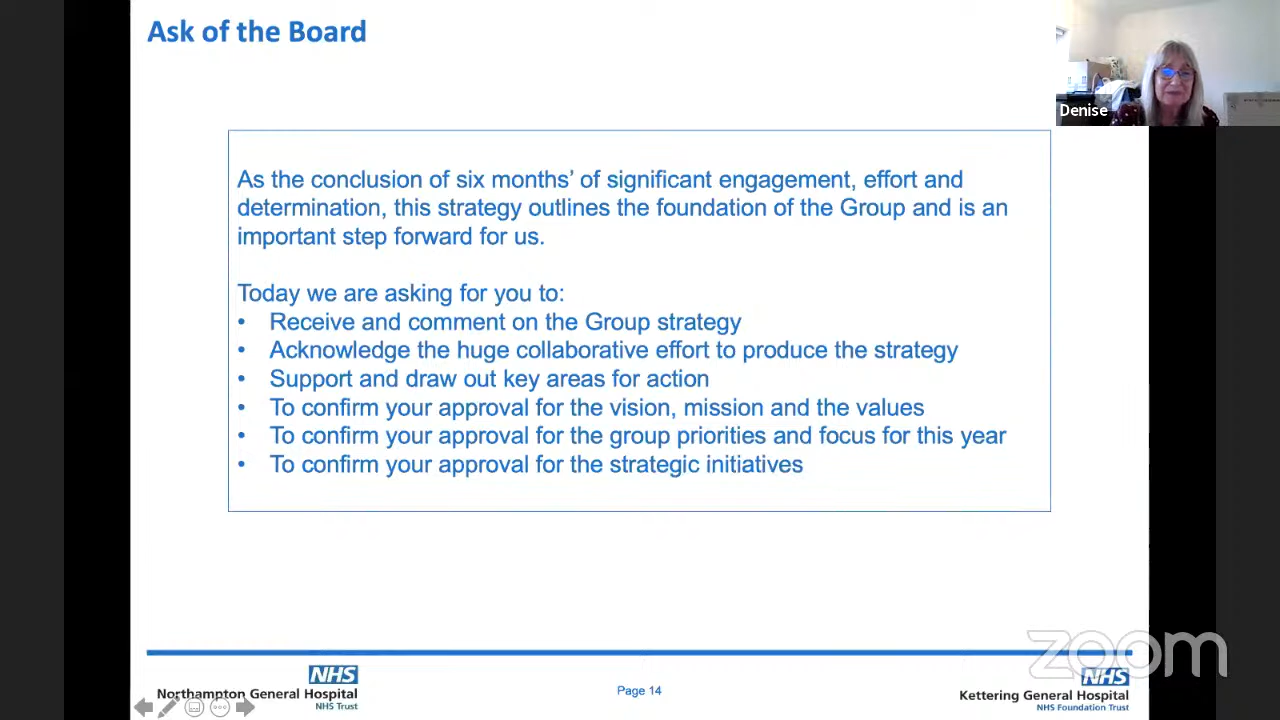 Ask of the Board
Denise
As the conclusion of six months’ of significant engagement, effort and
determination, this strategy outlines the foundation of the Group and is an
important step forward for us.
Today we are asking for you to:
• Receive and comment on the Group strategy
• Acknowledge the huge collaborative effort to produce the strategy
• Support and draw out key areas for action
• To confirm your approval for the vision, mission and the values
• To confirm your approval for the group priorities and focus for this year
• To confirm your approval for the strategic initiatives
zoom
NHS
Northampton General Hospital
NHS Trust
Page 14
NHS
Kettering General Hospital
NHS Foundation Trust